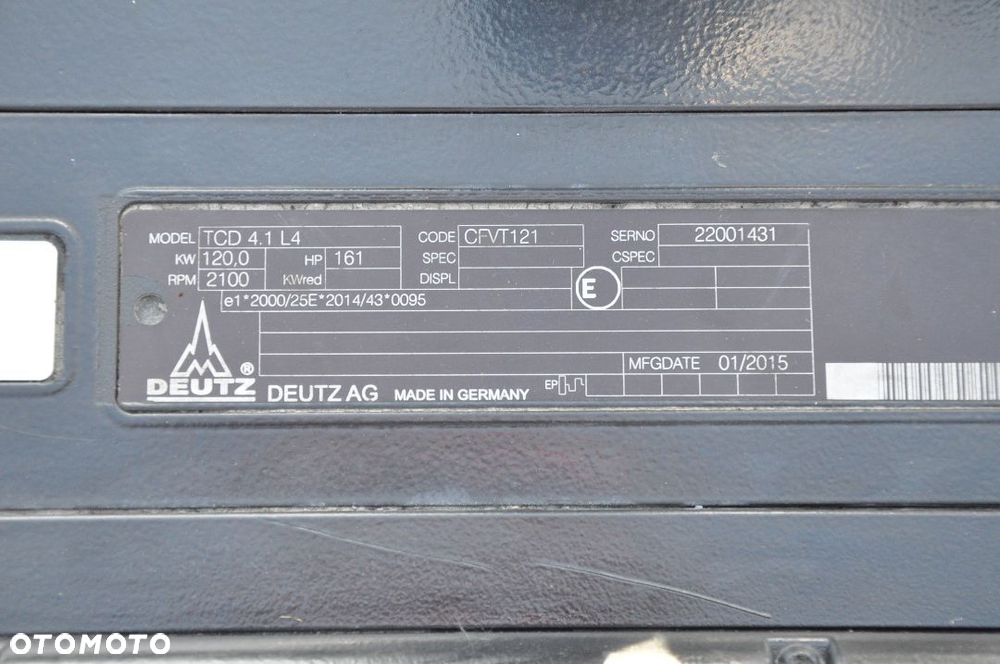 MODEL TCD 4.1 L4 CODE CFVT121 SERNO 22001431
KW 120,0 HP 161 SPEC CSPEC
RPM 2100 KWred DISPL E
e1*2000/25E*2014/43*0095
MFGDATE 01/2015
DEUTZ ® DEUTZ AG MADE IN GERMANY EP
OTOMOTO